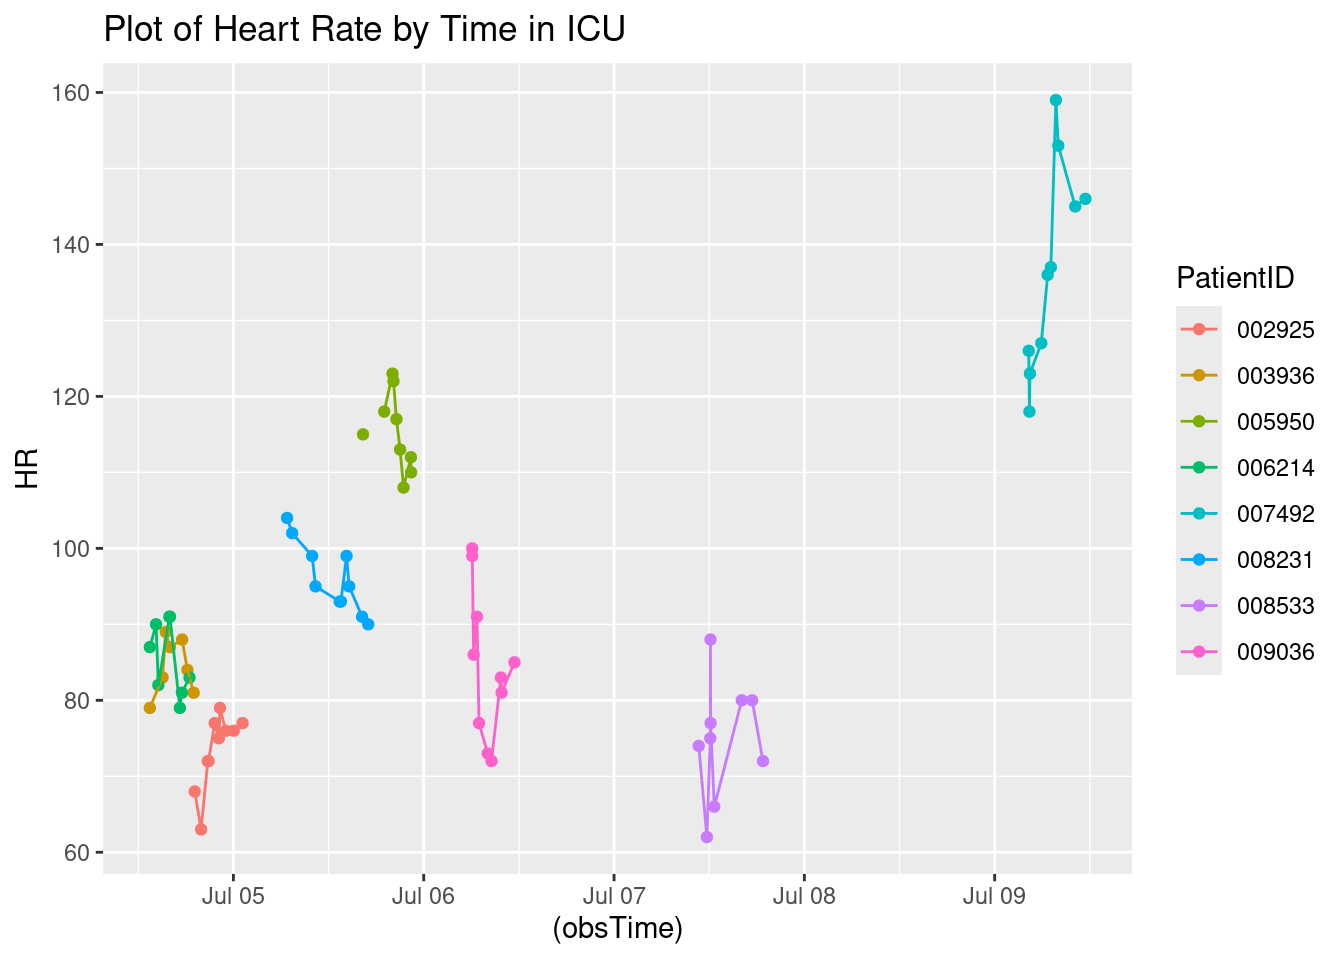 Plot of Heart Rate by Time in ICU
160
140
120
100
80
60
HR
Jul 05
Jul 06
Jul 07
Jul 08
Jul 09
(obsTime)
PatientID
002925
003936
005950
006214
007492
008231
008533
009036